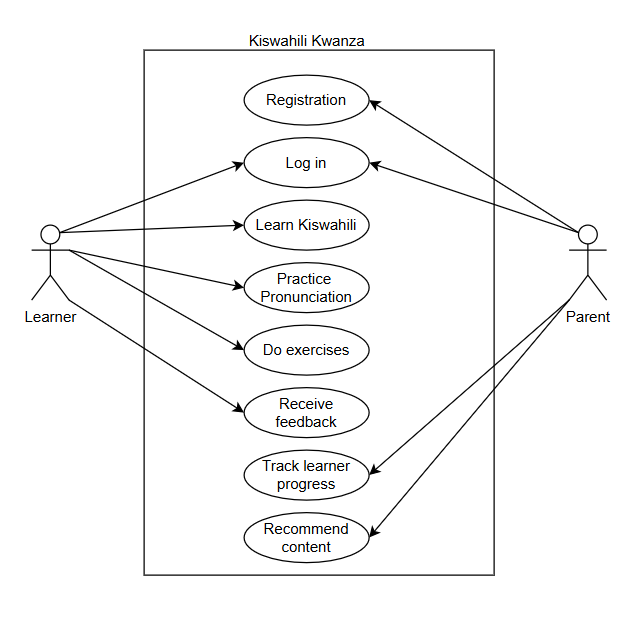 Kiswahili Kwanza
Registration
Log in
Learn Kiswahili
Practice
Pronunciation
Do exercises
Receive
feedback
Track learner
progress
Recommend
content
Learner
Parent